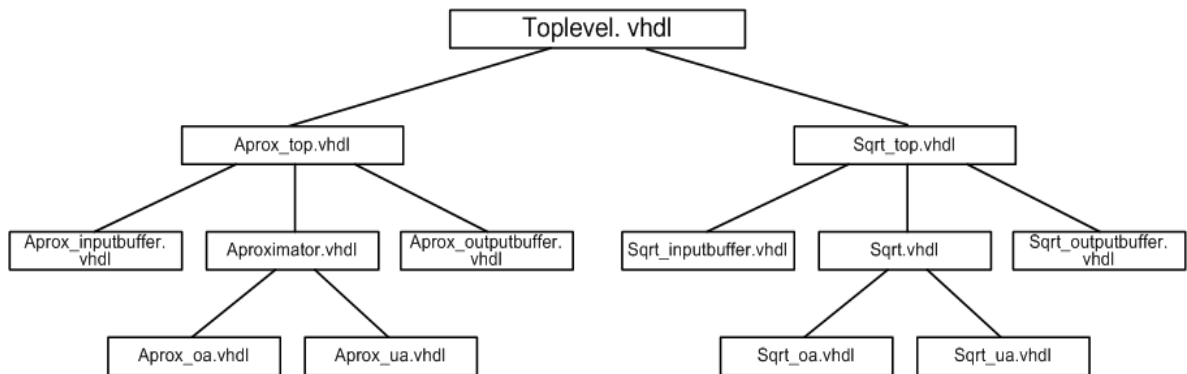 Toplevel. vhdl
Aprox_top.vhdl
Sqrt_top.vhdl
Aprox_inputbuffer.
vhdl
Aproximator.vhdl
Aprox_outputbuffer.
vhdl
Sqrt_inputbuffer.vhdl
Sqrt.vhdl
Sqrt_outputbuffer.
vhdl
Aprox_oa.vhdl
Aprox_ua.vhdl
Sqrt_oa.vhdl
Sqrt_ua.vhdl